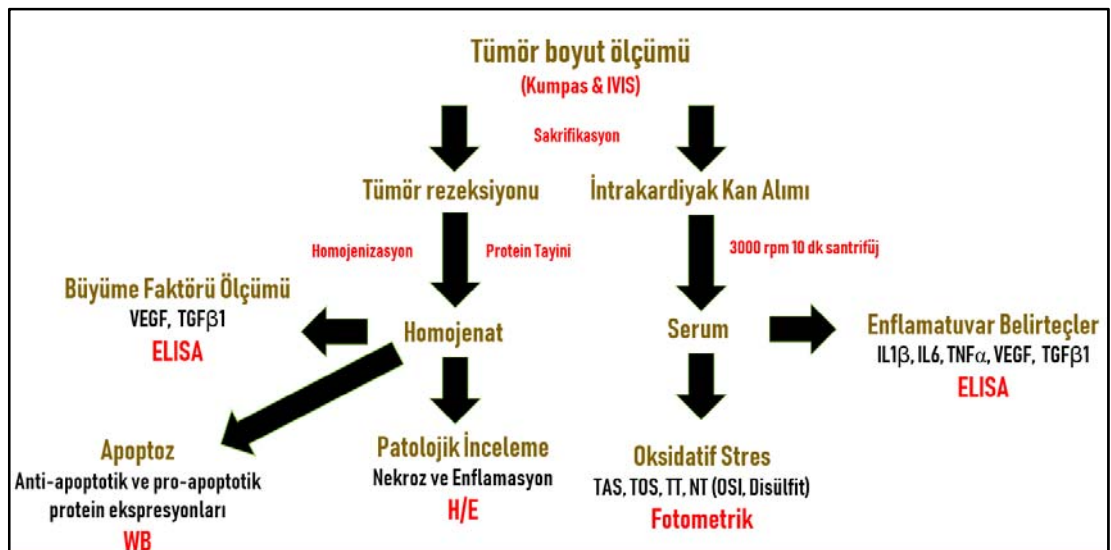 Tümör boyut ölçümü
(Kumpas & IVIS)
Sakrifikasyon
Tümör rezeksiyonu
İntrakardiyak Kan Alımı
Homojenizasyon
Protein Tayini
3000 rpm 10 dk santrifüj
Büyüme Faktörü Ölçümü
VEGF, TGFβ1
ELISA
Homojenat
Serum
Enflamatuvar Belirteçler
IL1β, IL6, TNFα, VEGF, TGFβ1
ELISA
Apoptoz
Anti-apoptotik ve pro-apoptotik
protein ekspresyonları
WB
Patolojik İnceleme
Nekroz ve Enflamasyon
H/E
Oksidatif Stres
TAS, TOS, TT, NT (OSI, Disülfit)
Fotometrik